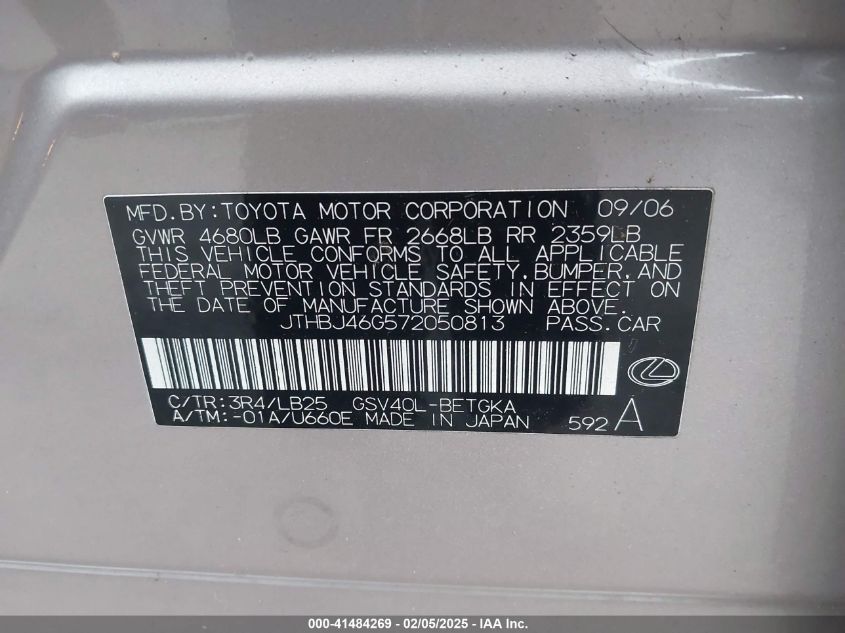 MFD. BY: TOYOTA MOTOR CORPORATION 09/06
GVWR 4680LB GAWR FR 2668LB RR 2359LB
THIS VEHICLE CONFORMS TO ALL APPLICABLE
FEDERAL MOTOR VEHICLE SAFETY, BUMPER, AND
THEFT PREVENTION STANDARDS IN EFFECT ON
THE DATE OF MANUFACTURE SHOWN ABOVE.
JTHBJ46G572050813 PASS. CAR
C/TR: 3R4/LB25 GSV40L-BETGKA
A/TM: -01A/U660E MADE IN JAPAN 592 A
000-41484269 - 02/05/2025 - IAA Inc.